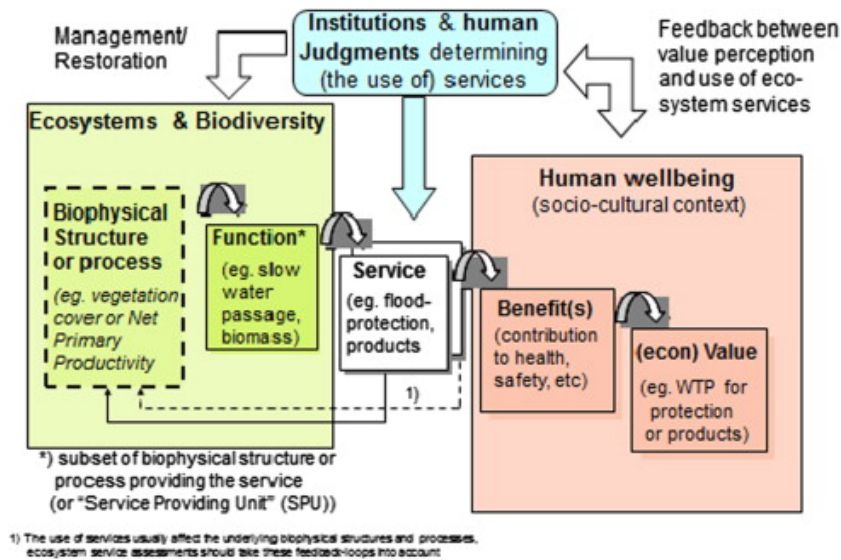 Institutions & human
Judgments determining
(the use of) services
Management/
Restoration
Feedback between
value perception
and use of eco-
system services
Ecosystems & Biodiversity
Biophysical
Structure
or process
(eg. vegetation
cover or Net
Primary
Productivity
Function*
(eg. slow
water
passage,
biomass)
Service
(eg. flood-
protection,
products
Human wellbeing
(socio-cultural context)
Benefit(s)
(contribution
to health,
safety, etc)
(econ) Value
(eg. WTP for
protection
or products)
1)
*) subset of biophysical structure or
process providing the service
(or “Service Providing Unit” (SPU))
1) The use of services usually affect the underlying biophysical structures and processes,
ecosystem service assessments should take these feedback-loops into account